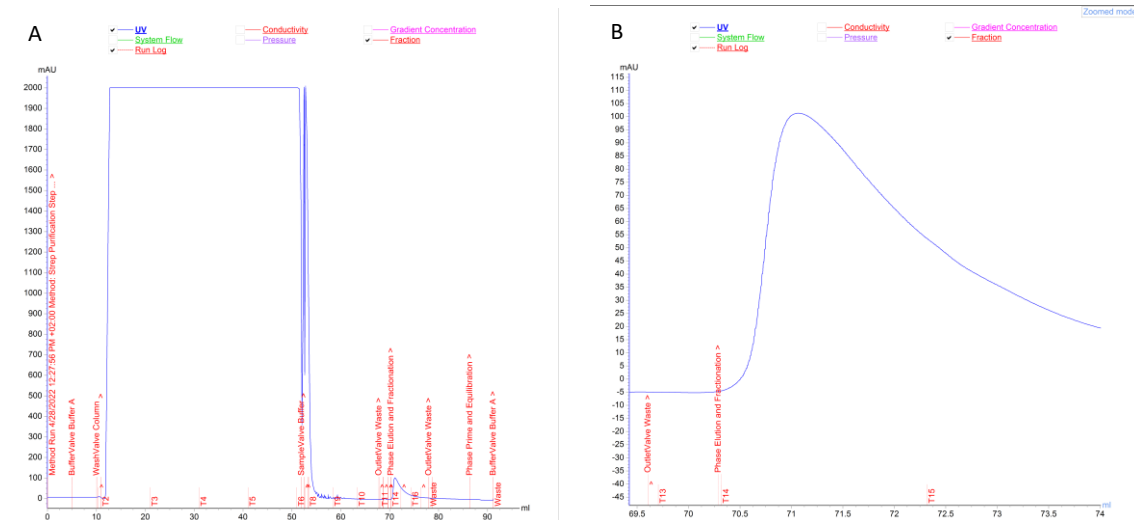 A
UV
Conductivity
Gradient Concentration
System Flow
Pressure
Fraction
Run Log
mAU
2000
1900
1800
1700
1600
1500
1400
1300
1200
1100
1000
900
800
700
600
500
400
300
200
100
0
Method Run 4/28/2022 12:27:56 PM +02:00 Method: Strep Purification Step ... >
BufferValve Buffer A
WashValve Column >
SampleValve Buffer >
OutletValve Waste >
Phase Elution and Fractionation >
OutletValve Waste >
Phase Prime and Equilibration >
BufferValve Buffer A >
T2
T3
T4
T5
T6
T8
T9
T10
T11
T14
T16
Waste
Waste
0
10
20
30
40
50
60
70
80
90
ml
Zoomed mode
B
UV
Conductivity
Gradient Concentration
System Flow
Pressure
Fraction
Run Log
mAU
115
110
105
100
95
90
85
80
75
70
65
60
55
50
45
40
35
30
25
20
15
10
5
0
-5
-10
-15
-20
-25
-30
-35
-40
-45
OutletValve Waste >
Phase Elution and Fractionation >
T13
T14
T15
69.5
70
70.5
71
71.5
72
72.5
73
73.5
74
ml